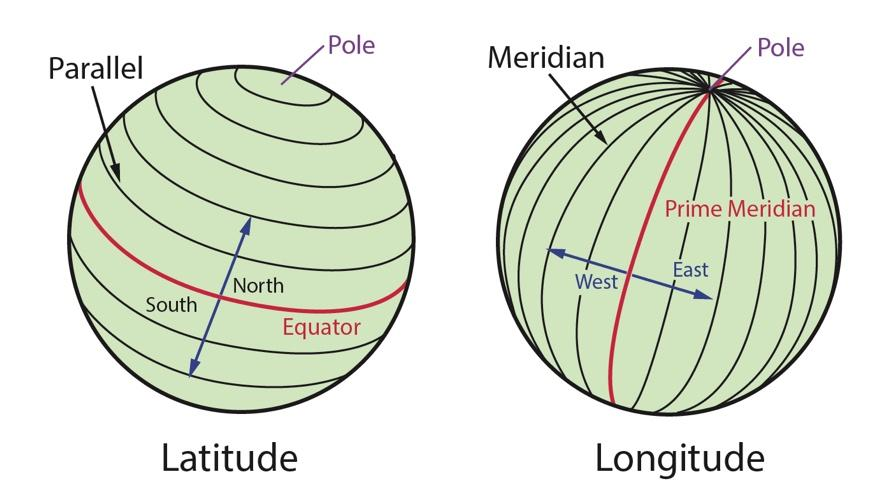 Parallel
Pole
North
South
Equator
Latitude
Meridian
Pole
Prime Meridian
East
West
Longitude